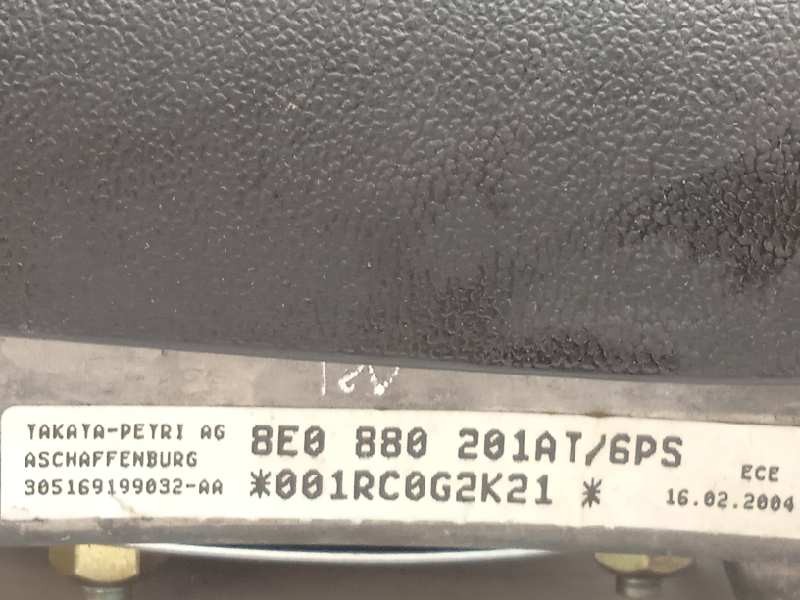 12V
TAKATA-PETRI AG
ASCHAFFENBURG
305169199032-AA
8E0 880 201AT/6PS
*001RC0G2K21 *
ECE
16.02.2004